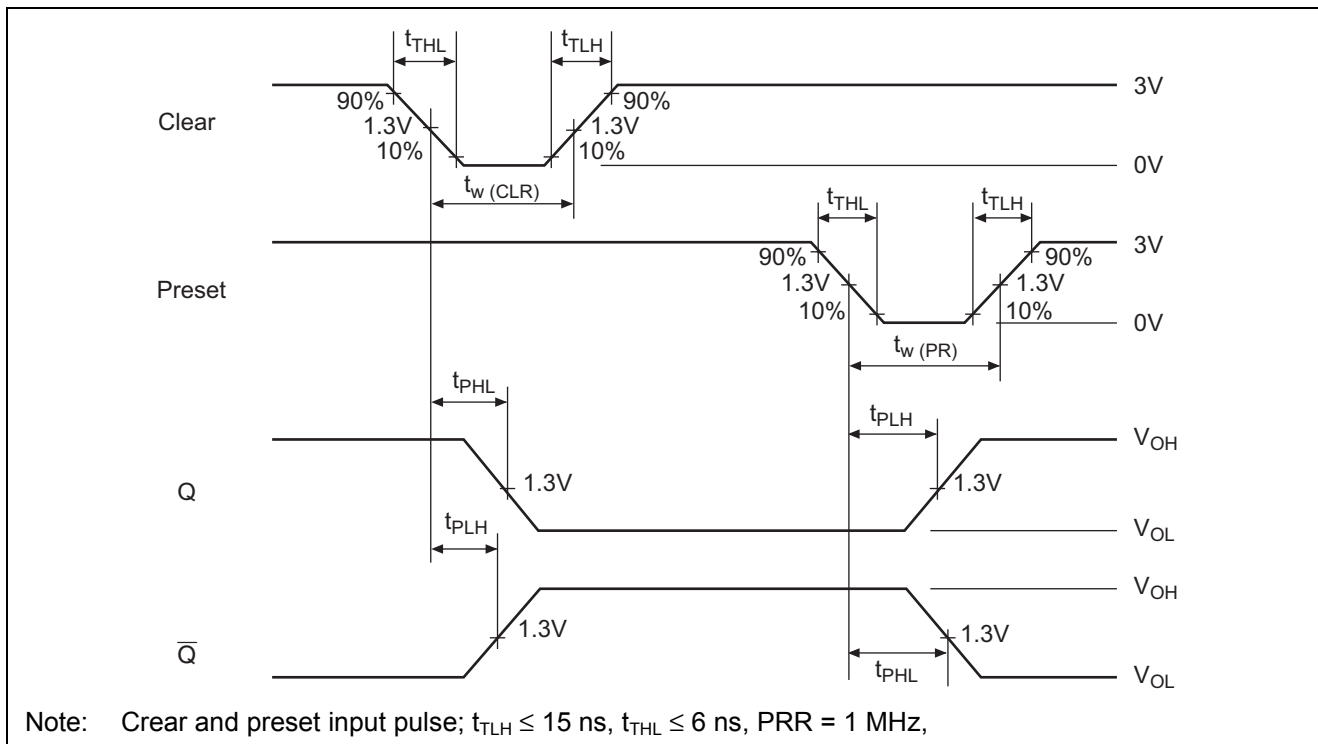 tTHL tTLH
3V
90% 90%
Clear
1.3V 1.3V
10% 10%
0V
tw (CLR)
tTHL tTLH
3V
90% 90%
Preset
1.3V 1.3V
10% 10%
0V
tw (PR)
tPHL
tPLH
VOH
Q
1.3V 1.3V
tPLH
VOL
VOH
1.3V 1.3V
Q̅
tPHL
VOL
Note: Crear and preset input pulse; tTLH ≤ 15 ns, tTHL ≤ 6 ns, PRR = 1 MHz,